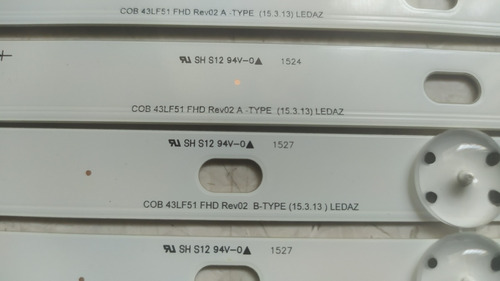 COB 43LF51 FHD Rev02 A -TYPE (15.3.13) LEDAZ
SH S12 94V-0▲ 1524
COB 43LF51 FHD Rev02 A -TYPE (15.3.13) LEDAZ
SH S12 94V-0▲ 1527
COB 43LF51 FHD Rev02 B-TYPE (15.3.13 ) LEDAZ
SH S12 94V-0▲ 1527